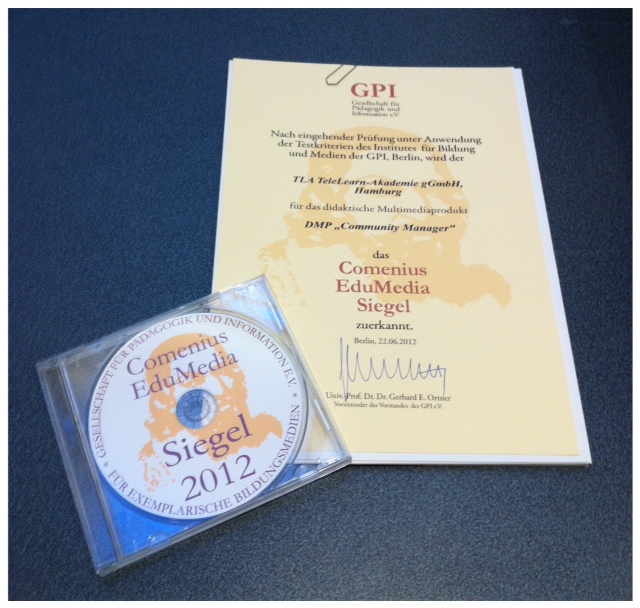 GPI
Gesellschaft für
Pädagogik und
Information e.V.
Nach eingehender Prüfung unter Anwendung
der Testkriterien des Institutes für Bildung
und Medien der GPI, Berlin, wird der
TLA TeleLearn-Akademie gGmbH,
Hamburg
für das didaktische Multimediaprodukt
DMP „Community Manager“
das
Comenius
EduMedia
Siegel
zuerkannt.
Berlin, 22.06.2012
Univ.-Prof. Dr. Dr. Gerhard E. Ortner
Vorsitzender des Vorstandes der GPI e.V.
* GESELLSCHAFT FÜR PÄDAGOGIK UND INFORMATION E.V. *
Comenius
EduMedia
Siegel
2012
FÜR EXEMPLARISCHE BILDUNGSMEDIEN